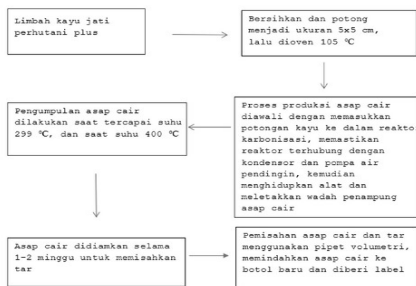 Limbah kayu jati
perhutani plus
Bersihkan dan potong
menjadi ukuran 5x5 cm,
lalu dioven 105 ℃
Proses produksi asap cair
diawali dengan memasukkan
potongan kayu ke dalam reaktor
karbonisasi, memastikan
reaktor terhubung dengan
kondensor dan pompa air
pendingin, kemudian
menghidupkan alat dan
meletakkan wadah penampung
asap cair
Pengumpulan asap cair
dilakukan saat tercapai suhu
299 ℃, dan saat suhu 400 ℃
Asap cair didiamkan selama
1-2 minggu untuk memisahkan
tar
Pemisahan asap cair dan tar
menggunakan pipet volumetri,
memindahkan asap cair ke
botol baru dan diberi label